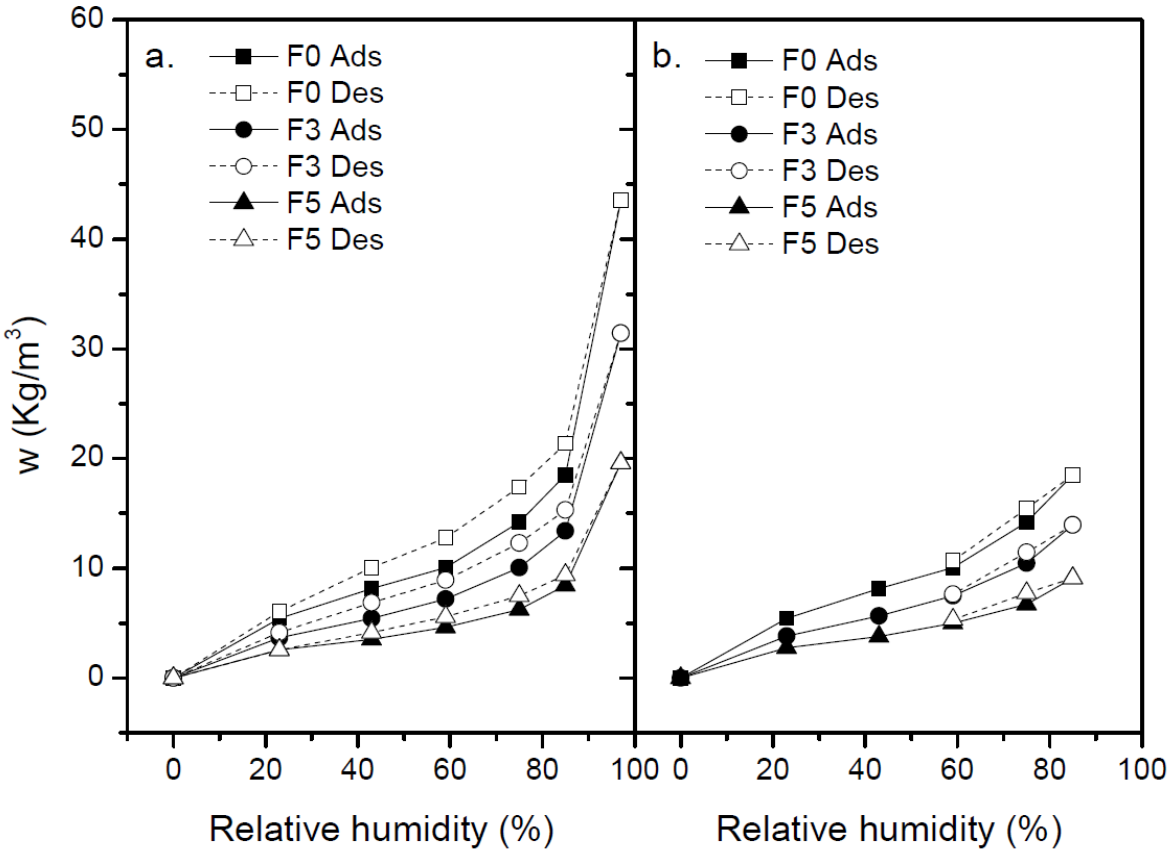 a.
F0 Ads
F0 Des
F3 Ads
F3 Des
F5 Ads
F5 Des
b.
F0 Ads
F0 Des
F3 Ads
F3 Des
F5 Ads
F5 Des
60
50
40
30
20
10
0
w (Kg/m³)
0 20 40 60 80 100
0 20 40 60 80 100
Relative humidity (%)
Relative humidity (%)